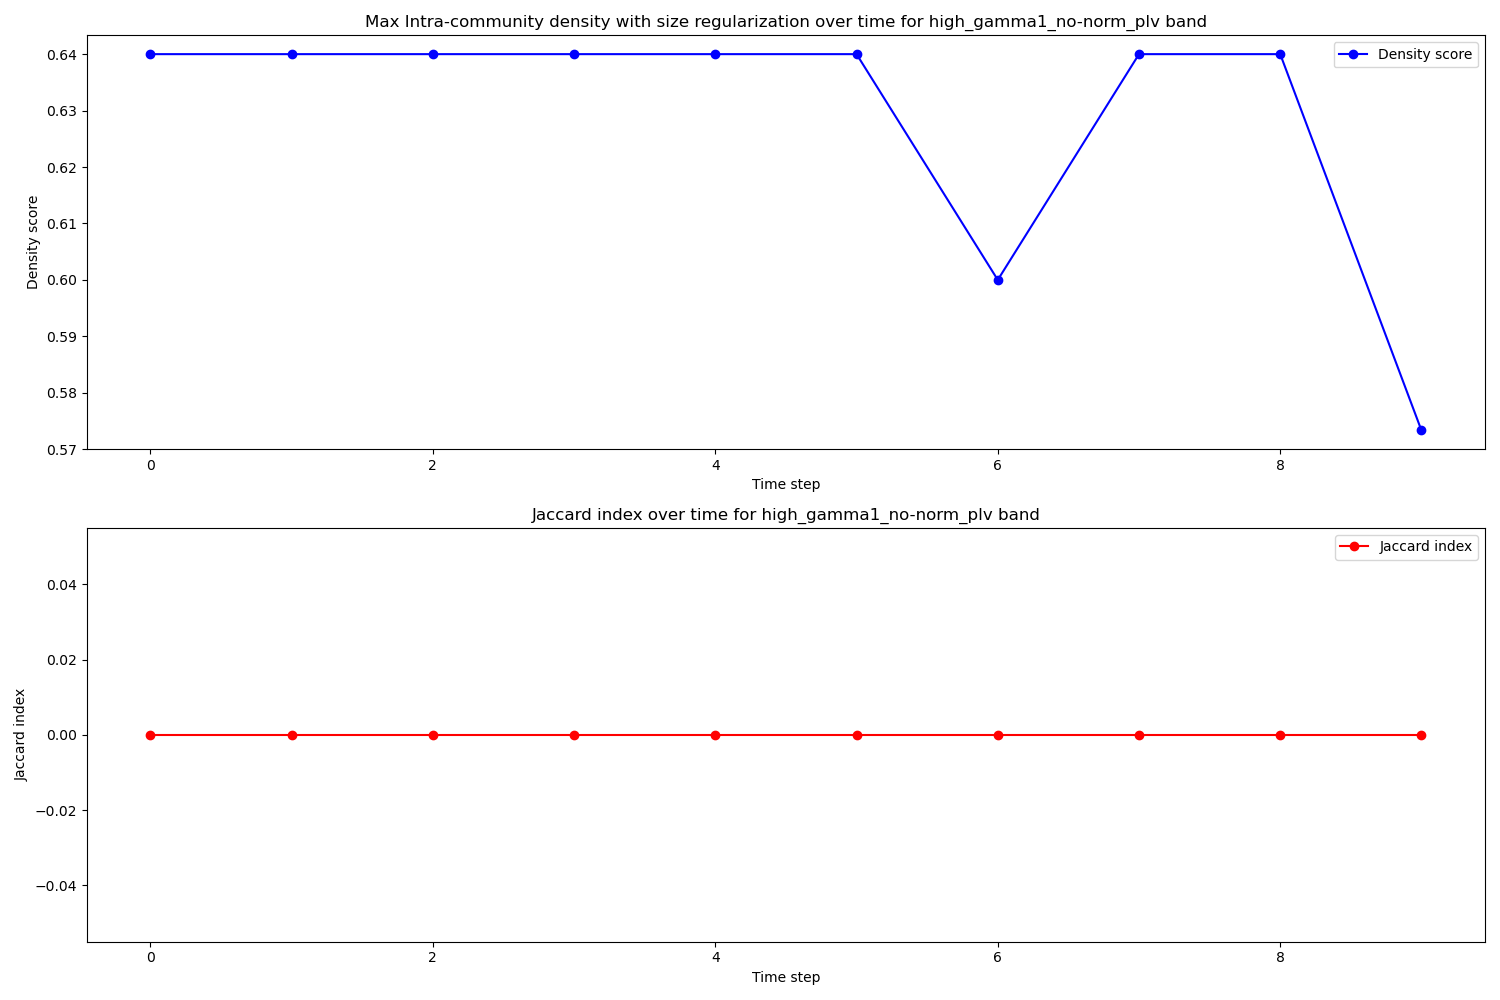 Max Intra-community density with size regularization over time for high_gamma1_no-norm_plv band
Density score
0.64
0.63
0.62
0.61
0.60
0.59
0.58
0.57
Density score
0 2 4 6 8
Time step
Jaccard index over time for high_gamma1_no-norm_plv band
Jaccard index
0.04
0.02
0.00
−0.02
−0.04
Jaccard index
0 2 4 6 8
Time step